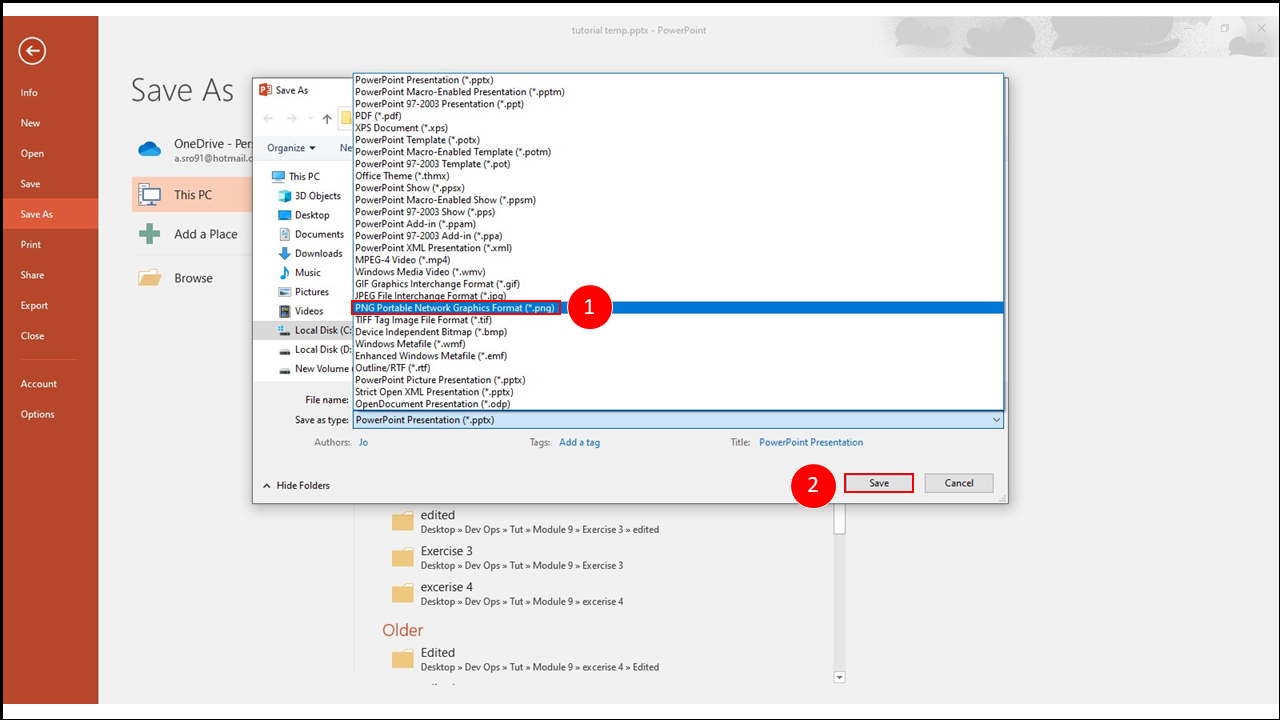 tutorial temp.pptx - PowerPoint
Info
New
Open
Save
Save As
Print
Share
Export
Close
Account
Options
Save As
OneDrive - Pers
a.sro91@hotmail.c
This PC
Add a Place
Browse
Save As
Organize
Ne
This PC
3D Objects
Desktop
Documents
Downloads
Music
Pictures
Videos
Local Disk (C:
Local Disk (D:
New Volume
PowerPoint Presentation (*.pptx)
PowerPoint Macro-Enabled Presentation (*.pptm)
PowerPoint 97-2003 Presentation (*.ppt)
PDF (*.pdf)
XPS Document (*.xps)
PowerPoint Template (*.potx)
PowerPoint Macro-Enabled Template (*.potm)
PowerPoint 97-2003 Template (*.pot)
Office Theme (*.thmx)
PowerPoint Show (*.ppsx)
PowerPoint Macro-Enabled Show (*.ppsm)
PowerPoint 97-2003 Show (*.pps)
PowerPoint Add-in (*.ppam)
PowerPoint 97-2003 Add-in (*.ppa)
PowerPoint XML Presentation (*.xml)
MPEG-4 Video (*.mp4)
Windows Media Video (*.wmv)
GIF Graphics Interchange Format (*.gif)
JPEG File Interchange Format (*.jpg)
PNG Portable Network Graphics Format (*.png)
1
TIFF Tag Image File Format (*.tif)
Device Independent Bitmap (*.bmp)
Windows Metafile (*.wmf)
Enhanced Windows Metafile (*.emf)
Outline/RTF (*.rtf)
PowerPoint Picture Presentation (*.pptx)
Strict Open XML Presentation (*.pptx)
OpenDocument Presentation (*.odp)
File name:
Save as type: PowerPoint Presentation (*.pptx)
Authors: Jo
Tags: Add a tag
Title: PowerPoint Presentation
Hide Folders
2
Save
Cancel
edited
Desktop » Dev Ops » Tut » Module 9 » Exercise 3 » edited
Exercise 3
Desktop » Dev Ops » Tut » Module 9 » Exercise 3
excerise 4
Desktop » Dev Ops » Tut » Module 9 » excerise 4
Older
Edited
Desktop » Dev Ops » Tut » Module 9 » excerise 4 » Edited